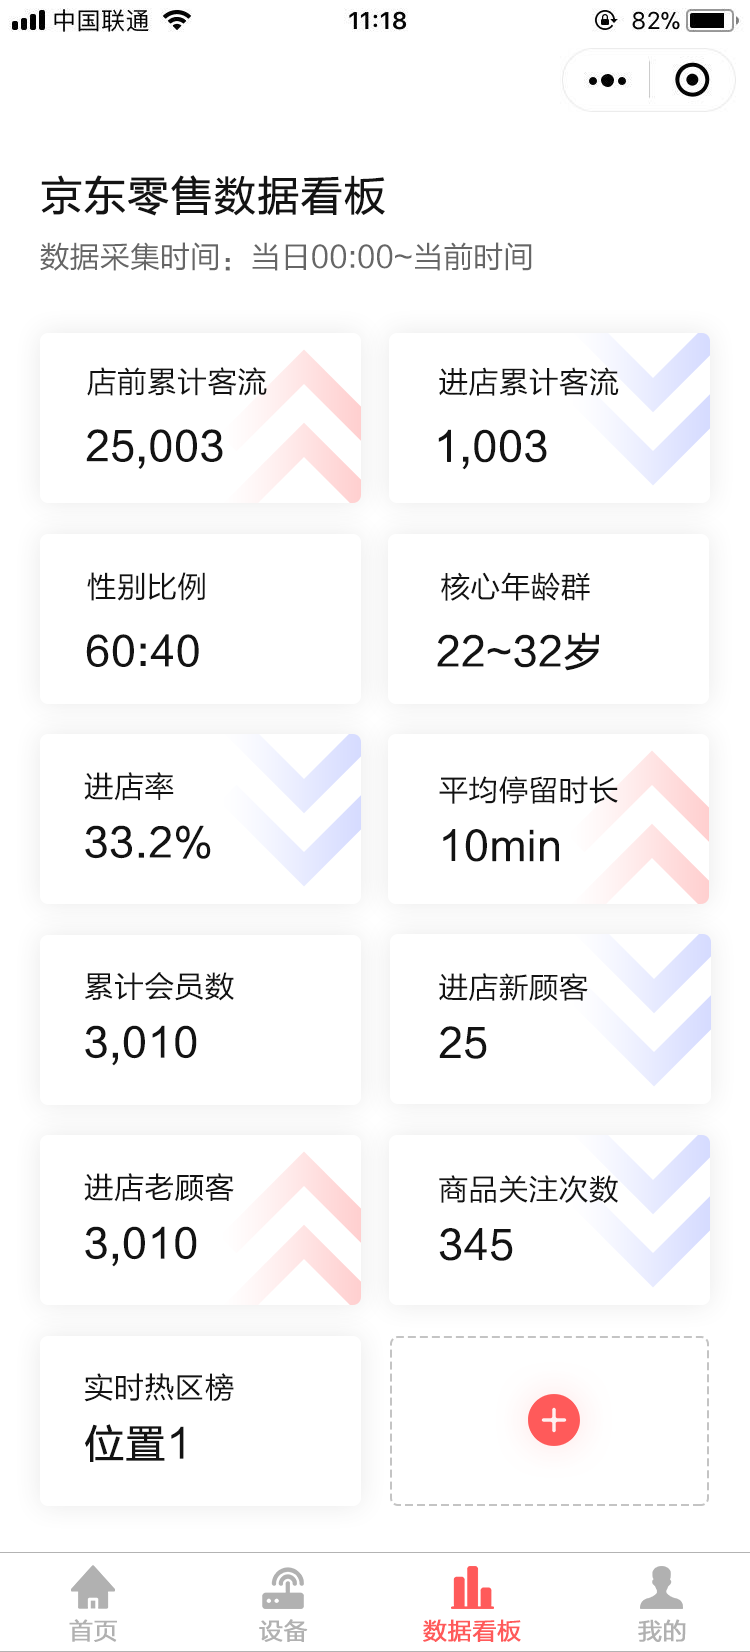 中国联通 11:18 82%
京东零售数据看板
数据采集时间：当日00:00~当前时间
店前累计客流
25,003
进店累计客流
1,003
性别比例
60:40
核心年龄群
22~32岁
进店率
33.2%
平均停留时长
10min
累计会员数
3,010
进店新顾客
25
进店老顾客
3,010
商品关注次数
345
实时热区榜
位置1
首页 设备 数据看板 我的